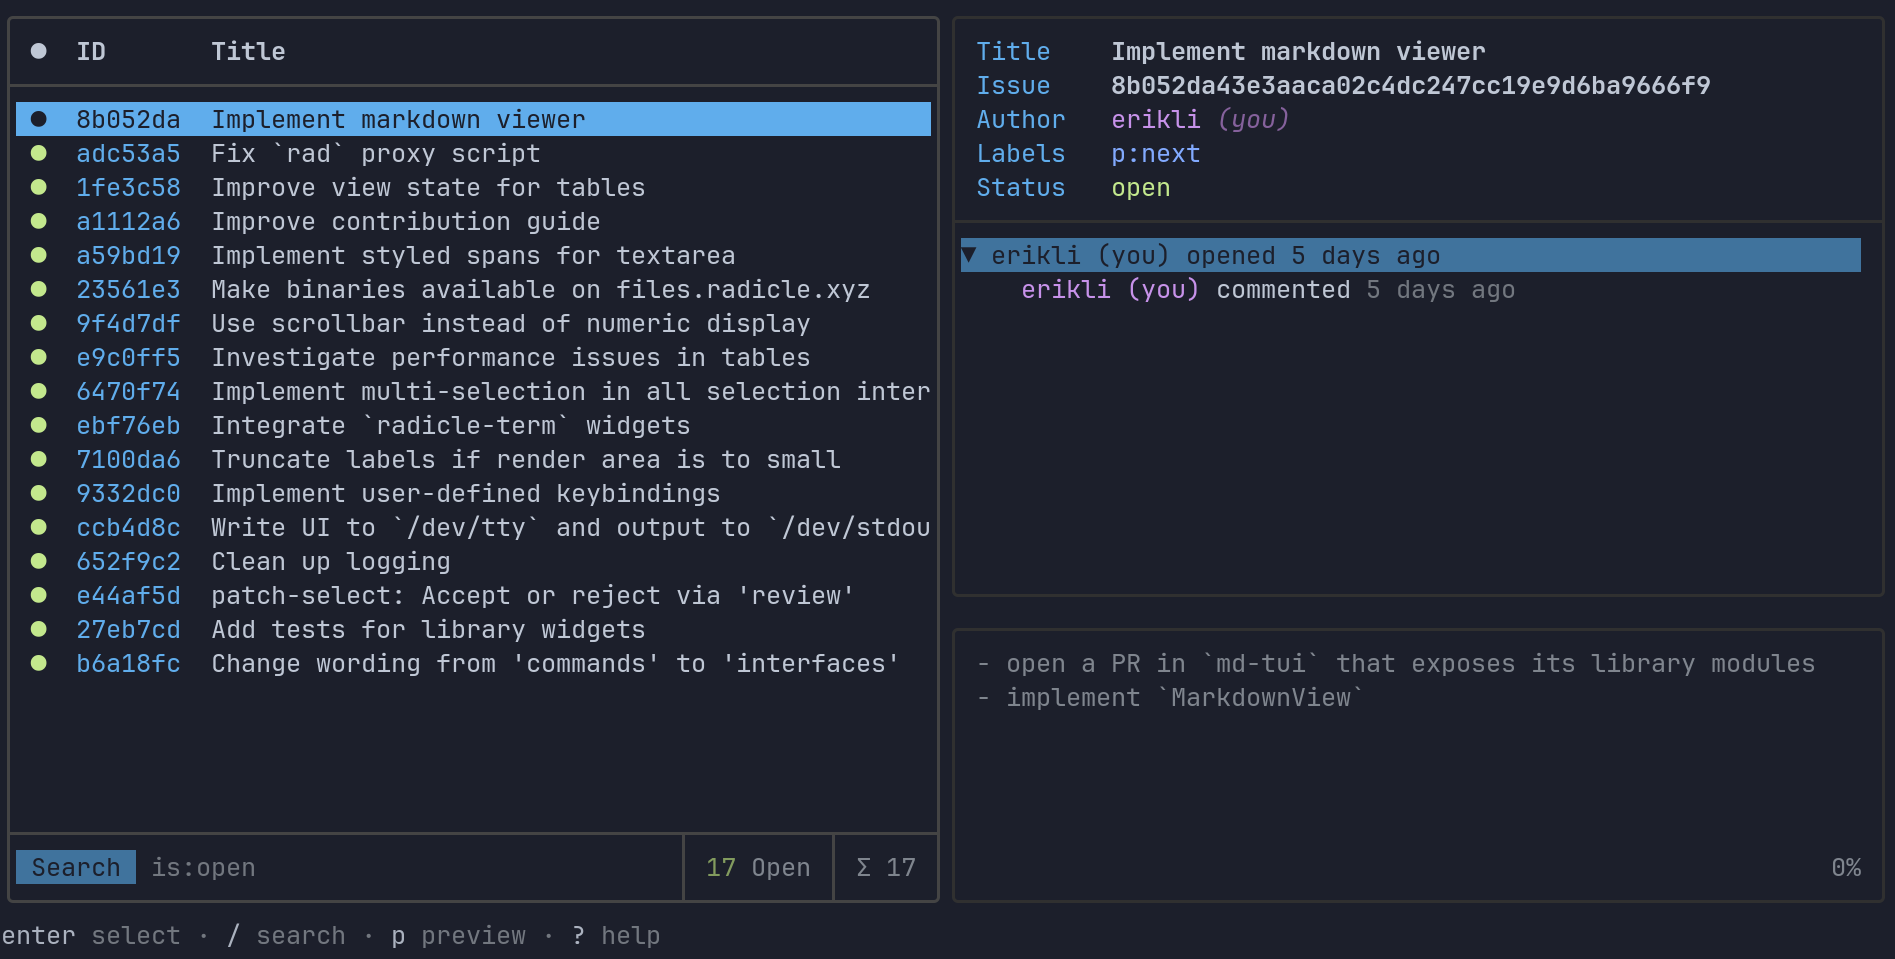 ● ID Title
● 8b052da Implement markdown viewer
● adc53a5 Fix `rad` proxy script
● 1fe3c58 Improve view state for tables
● a1112a6 Improve contribution guide
● a59bd19 Implement styled spans for textarea
● 23561e3 Make binaries available on files.radicle.xyz
● 9f4d7df Use scrollbar instead of numeric display
● e9c0ff5 Investigate performance issues in tables
● 6470f74 Implement multi-selection in all selection inter
● ebf76eb Integrate `radicle-term` widgets
● 7100da6 Truncate labels if render area is to small
● 9332dc0 Implement user-defined keybindings
● ccb4d8c Write UI to `/dev/tty` and output to `/dev/stdou
● 652f9c2 Clean up logging
● e44af5d patch-select: Accept or reject via 'review'
● 27eb7cd Add tests for library widgets
● b6a18fc Change wording from 'commands' to 'interfaces'
Search is:open 17 Open Σ 17
Title Implement markdown viewer
Issue 8b052da43e3aaca02c4dc247cc19e9d6ba9666f9
Author erikli (you)
Labels p:next
Status open
▼ erikli (you) opened 5 days ago
erikli (you) commented 5 days ago
- open a PR in `md-tui` that exposes its library modules
- implement `MarkdownView`
0%
enter select · / search · p preview · ? help